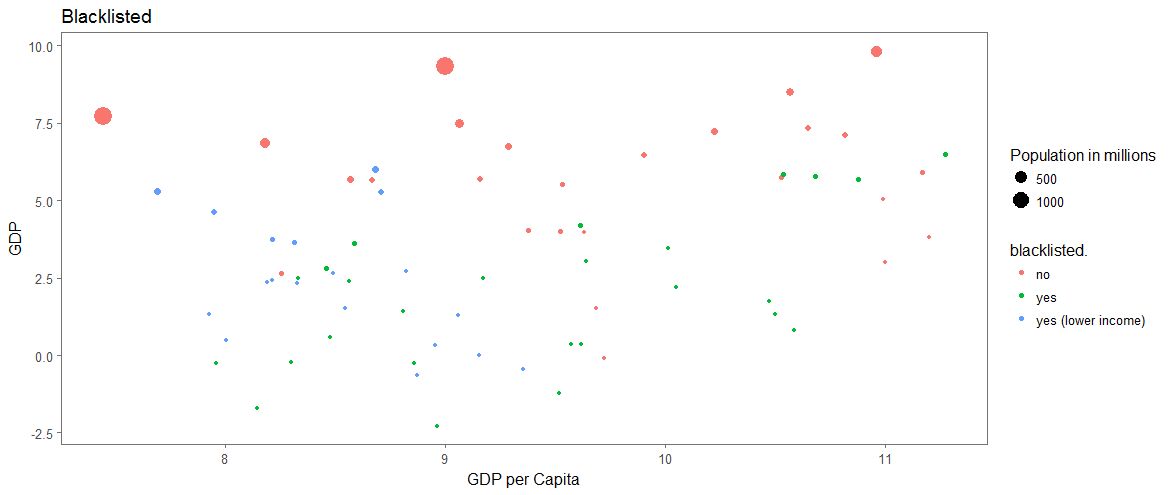 Blacklisted
10.0
7.5
5.0
2.5
0.0
-2.5
GDP
8
9
10
11
GDP per Capita
Population in millions
500
1000
blacklisted.
no
yes
yes (lower income)